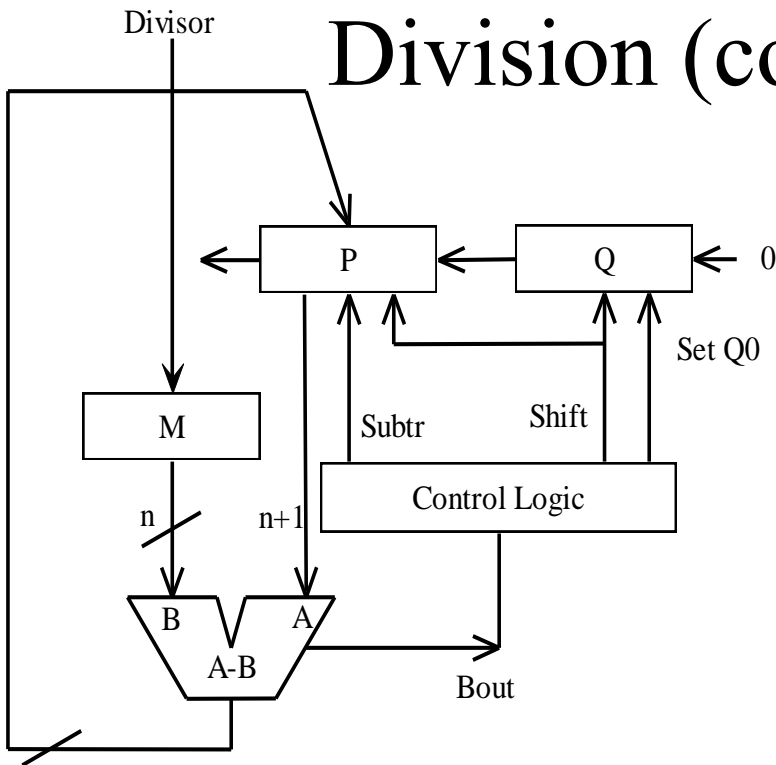 Divisor
Division (co
P
Q
0
Set Q0
M
Subtr
Shift
Control Logic
n
n+1
B
A
A-B
Bout